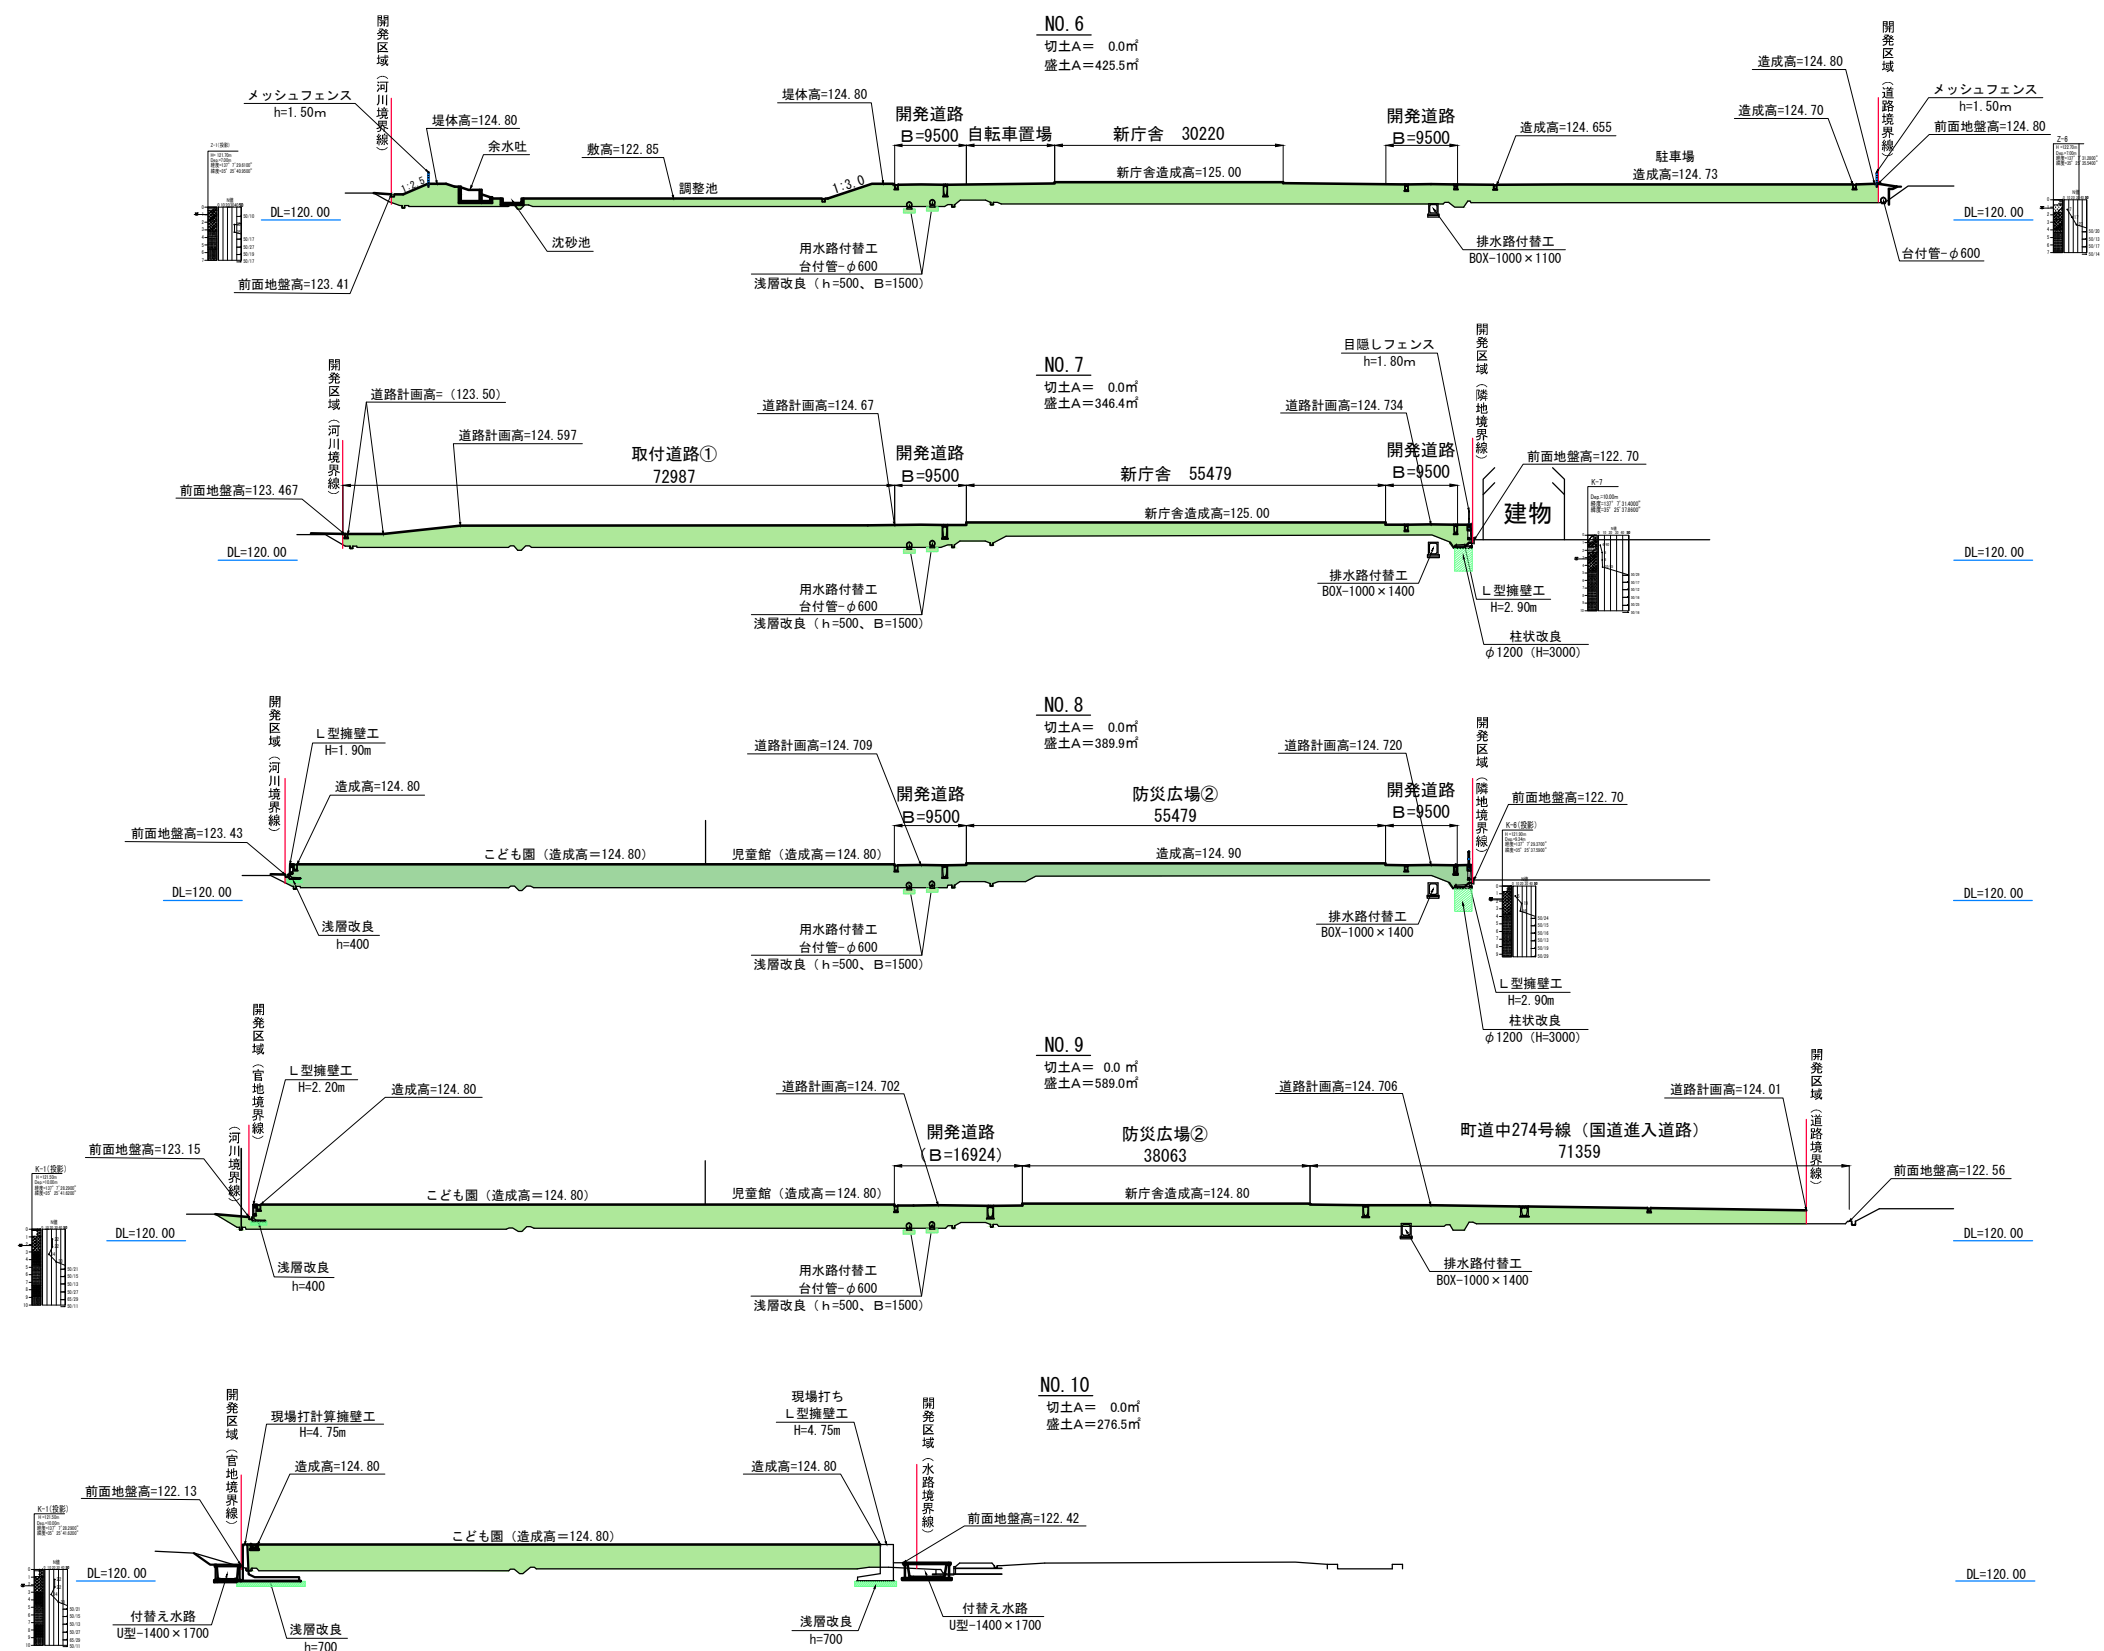 NO.6
切土A＝ 0.0㎡
盛土A＝425.5㎡
開発区域（河川境界線）
メッシュフェンス
h=1.50m
堤体高=124.80
余水吐
敷高=122.85
堤体高=124.80
開発道路
B=9500
自転車置場
新庁舎 30220
開発道路
B=9500
造成高=124.655
造成高=124.80
造成高=124.70
開発区域（道路境界線）
メッシュフェンス
h=1.50m
前面地盤高=124.80
駐車場
造成高=124.73
新庁舎造成高=125.00
1:2.5
調整池
1:3.0
Z-1(投影)
Z-6
DL=120.00
DL=120.00
沈砂池
前面地盤高=123.41
用水路付替工
台付管-φ600
浅層改良（h=500、B=1500）
排水路付替工
BOX-1000×1100
台付管-φ600
NO.7
切土A＝ 0.0㎡
盛土A＝346.4㎡
開発区域（河川境界線）
道路計画高=（123.50）
道路計画高=124.597
取付道路①
72987
道路計画高=124.67
開発道路
B=9500
新庁舎 55479
道路計画高=124.734
開発道路
B=9500
目隠しフェンス
h=1.80m
開発区域（隣地境界線）
前面地盤高=122.70
前面地盤高=123.467
新庁舎造成高=125.00
建物
K-7
DL=120.00
DL=120.00
用水路付替工
台付管-φ600
浅層改良（h=500、B=1500）
排水路付替工
BOX-1000×1400
L型擁壁工
H=2.90m
柱状改良
φ1200（H=3000）
NO.8
切土A＝ 0.0㎡
盛土A＝389.9㎡
開発区域（河川境界線）
L型擁壁工
H=1.90m
造成高=124.80
前面地盤高=123.43
道路計画高=124.709
開発道路
B=9500
防災広場②
55479
道路計画高=124.720
開発道路
B=9500
開発区域（隣地境界線）
前面地盤高=122.70
K-6(投影)
こども園（造成高＝124.80）
児童館（造成高＝124.80）
造成高=124.90
DL=120.00
DL=120.00
浅層改良
h=400
用水路付替工
台付管-φ600
浅層改良（h=500、B=1500）
排水路付替工
BOX-1000×1400
L型擁壁工
H=2.90m
柱状改良
φ1200（H=3000）
NO.9
切土A＝ 0.0㎡
盛土A＝589.0㎡
開発区域（官地境界線）
（河川境界線）
L型擁壁工
H=2.20m
造成高=124.80
前面地盤高=123.15
道路計画高=124.702
開発道路
（B=16924）
防災広場②
38063
道路計画高=124.706
町道中274号線（国道進入道路）
71359
道路計画高=124.01
開発区域（道路境界線）
前面地盤高=122.56
K-1(投影)
こども園（造成高＝124.80）
児童館（造成高＝124.80）
新庁舎造成高=124.80
DL=120.00
DL=120.00
浅層改良
h=400
用水路付替工
台付管-φ600
浅層改良（h=500、B=1500）
排水路付替工
BOX-1000×1400
NO.10
切土A＝ 0.0㎡
盛土A＝276.5㎡
開発区域（官地境界線）
現場打計算擁壁工
H=4.75m
造成高=124.80
前面地盤高=122.13
現場打ち
L型擁壁工
H=4.75m
造成高=124.80
開発区域（水路境界線）
前面地盤高=122.42
K-1(投影)
こども園（造成高＝124.80）
DL=120.00
DL=120.00
付替え水路
U型-1400×1700
浅層改良
h=700
浅層改良
h=700
付替え水路
U型-1400×1700